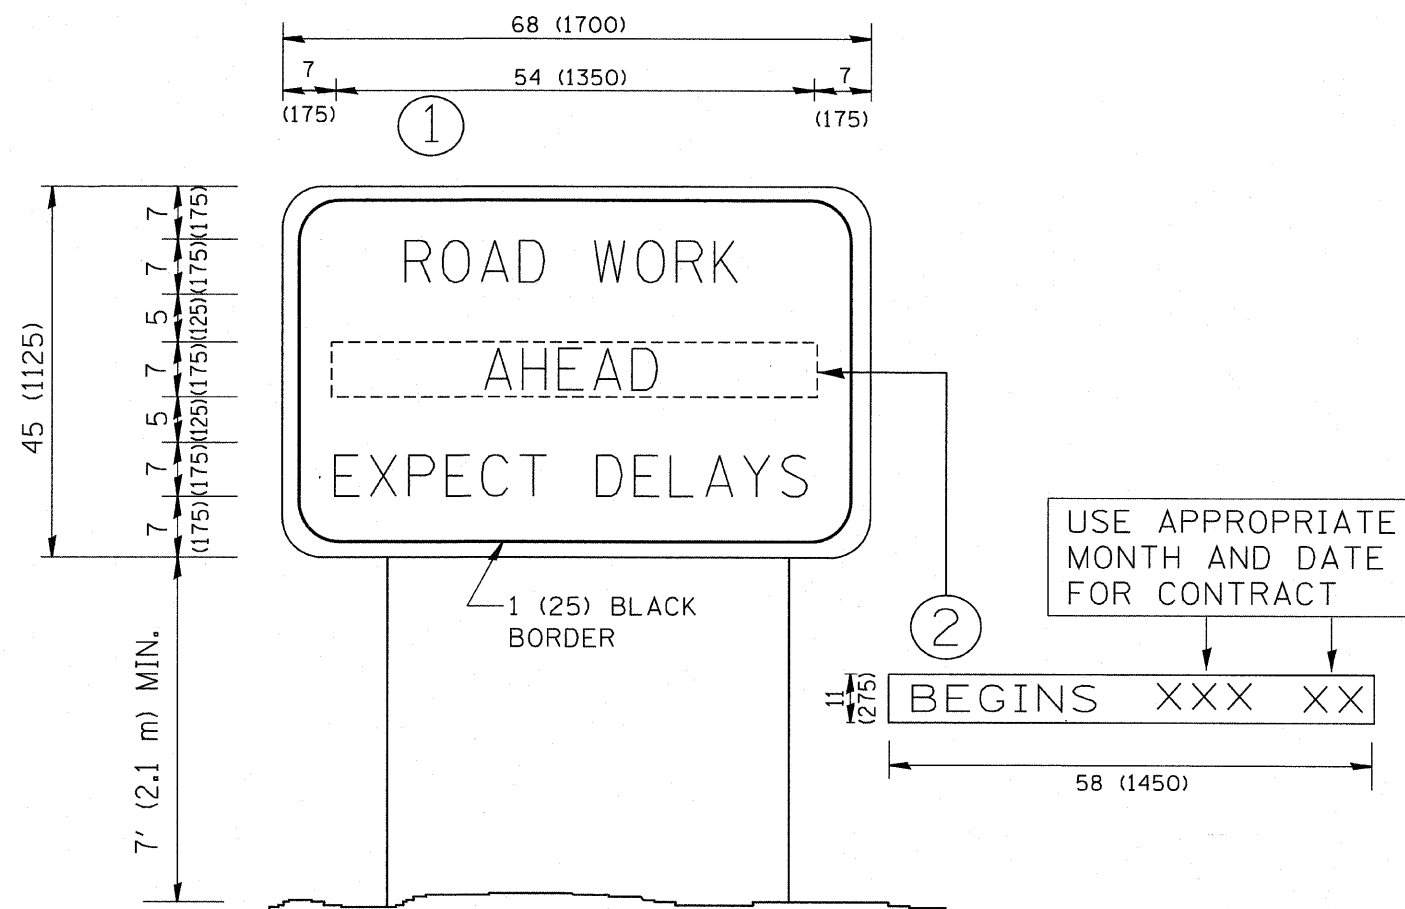 68 (1700)
7
54 (1350)
7
(175)
(175)
1
45 (1125)
7 (175)
7 (175)
5 (125)
7 (175)
5 (125)
7 (175)
7 (175)
ROAD WORK
AHEAD
EXPECT DELAYS
1 (25) BLACK
BORDER
7' (2.1 m) MIN.
2
USE APPROPRIATE
MONTH AND DATE
FOR CONTRACT
11
(275)
BEGINS XXX XX
58 (1450)